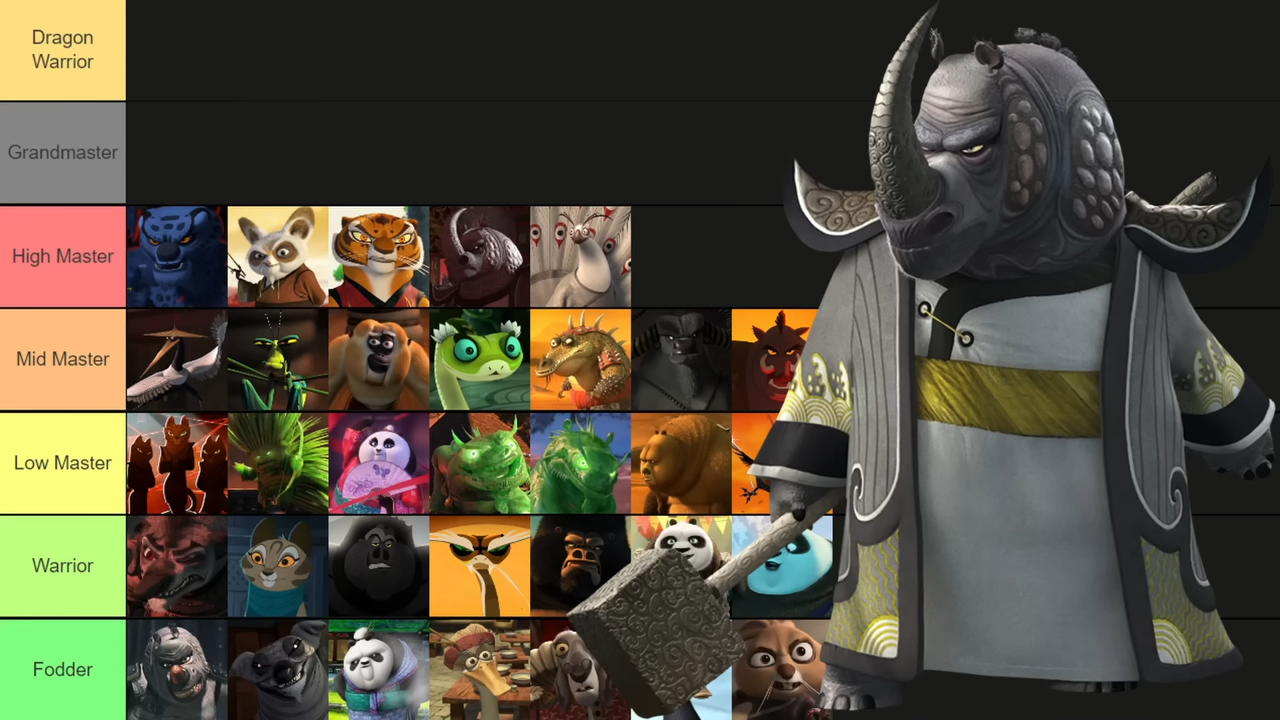 Dragon
Warrior
Grandmaster
High Master
Mid Master
Low Master
Warrior
Fodder